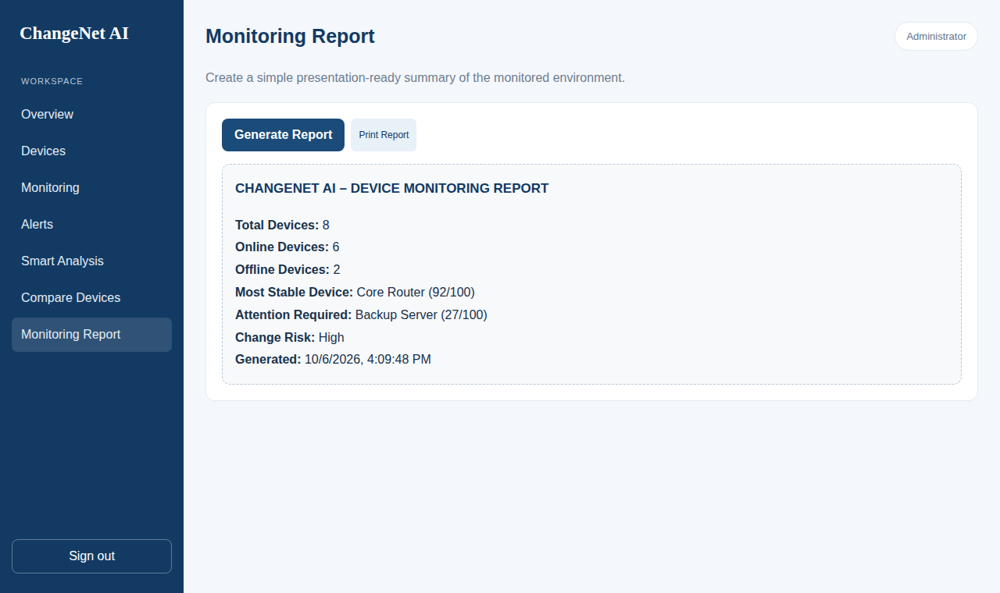 ChangeNet AI
WORKSPACE
Overview
Devices
Monitoring
Alerts
Smart Analysis
Compare Devices
Monitoring Report
Sign out
Monitoring Report
Administrator
Create a simple presentation-ready summary of the monitored environment.
Generate Report
Print Report
CHANGENET AI – DEVICE MONITORING REPORT
Total Devices: 8
Online Devices: 6
Offline Devices: 2
Most Stable Device: Core Router (92/100)
Attention Required: Backup Server (27/100)
Change Risk: High
Generated: 10/6/2026, 4:09:48 PM